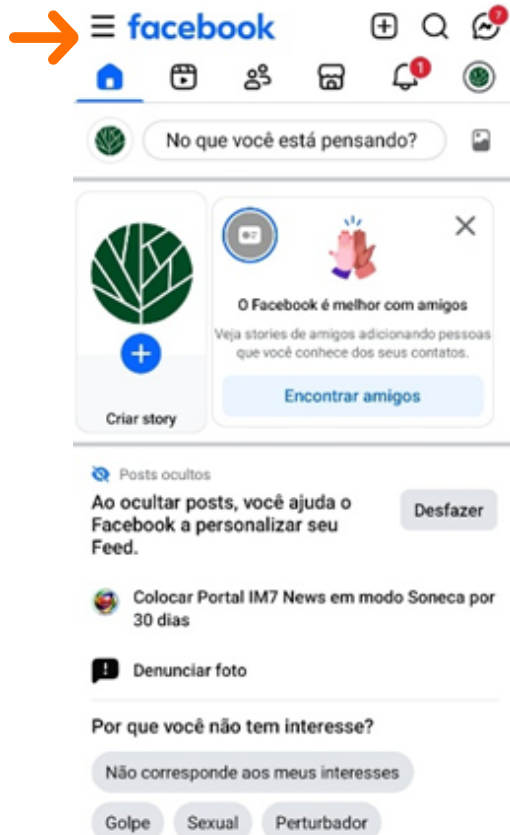 facebook
7
1
No que você está pensando?
O Facebook é melhor com amigos
Veja stories de amigos adicionando pessoas
que você conhece dos seus contatos.
Encontrar amigos
Criar story
Posts ocultos
Ao ocultar posts, você ajuda o
Facebook a personalizar seu
Feed.
Desfazer
Colocar Portal IM7 News em modo Soneca por
30 dias
Denunciar foto
Por que você não tem interesse?
Não corresponde aos meus interesses
Golpe Sexual Perturbador